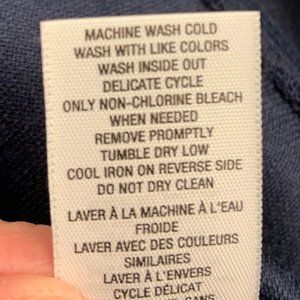 MACHINE WASH COLD
WASH WITH LIKE COLORS
WASH INSIDE OUT
DELICATE CYCLE
ONLY NON-CHLORINE BLEACH
WHEN NEEDED
REMOVE PROMPTLY
TUMBLE DRY LOW
COOL IRON ON REVERSE SIDE
DO NOT DRY CLEAN
LAVER À LA MACHINE À L'EAU
FROIDE
LAVER AVEC DES COULEURS
SIMILAIRES
LAVER À L'ENVERS
CYCLE DÉLICAT
SANS